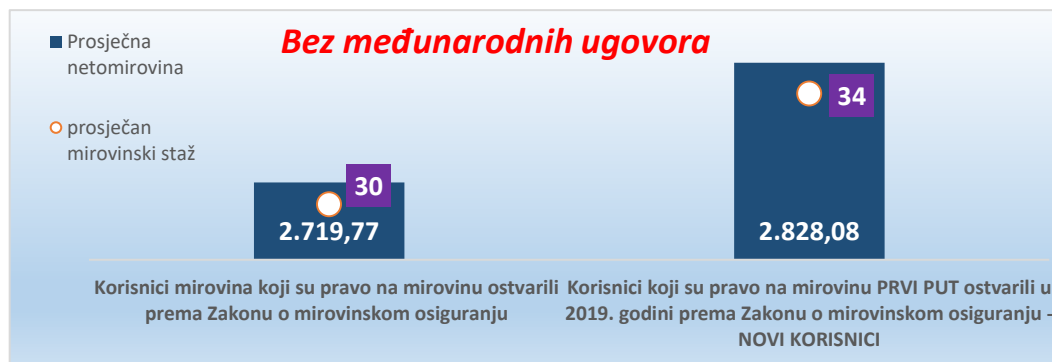 Bez međunarodnih ugovora
Prosječna
netomirovina
prosječan
mirovinski staž
30
2.719,77
34
2.828,08
Korisnici mirovina koji su pravo na mirovinu ostvarili
prema Zakonu o mirovinskom osiguranju
Korisnici koji su pravo na mirovinu PRVI PUT ostvarili u
2019. godini prema Zakonu o mirovinskom osiguranju -
NOVI KORISNICI